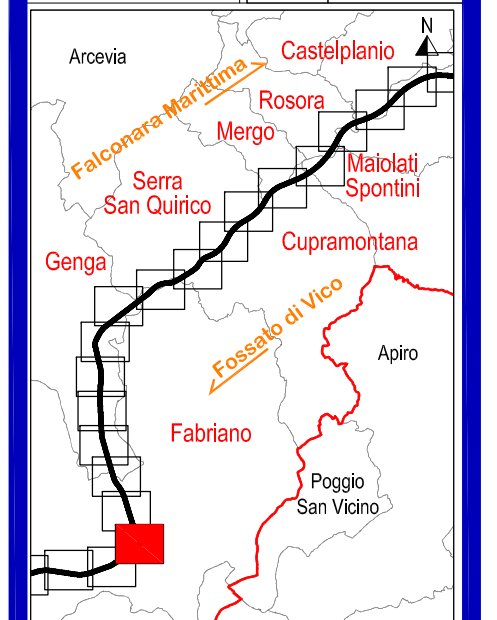 N
Castelplanio
Arcevia
Falconara Marittima
Rosora
Mergo
Maiolati
Spontini
Serra
San Quirico
Cupramontana
Genga
Fossato di Vico
Apiro
Fabriano
Poggio
San Vicino